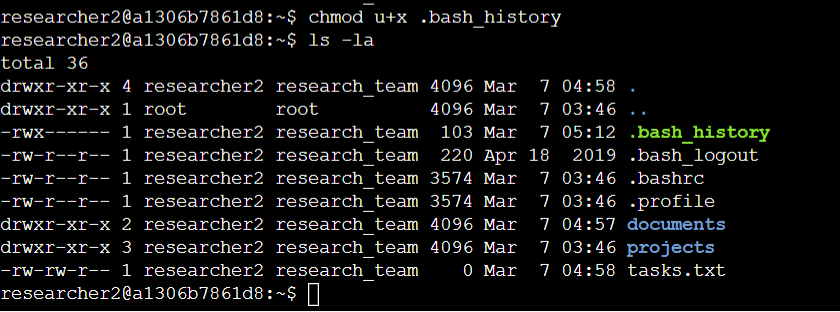 researcher2@a1306b7861d8:~$ chmod u+x .bash_history
researcher2@a1306b7861d8:~$ ls -la
total 36
drwxr-xr-x 4 researcher2 research_team 4096 Mar  7 04:58 .
drwxr-xr-x 1 root        root          4096 Mar  7 03:46 ..
-rwx------ 1 researcher2 research_team  103 Mar  7 05:12 .bash_history
-rw-r--r-- 1 researcher2 research_team  220 Apr 18  2019 .bash_logout
-rw-r--r-- 1 researcher2 research_team 3574 Mar  7 03:46 .bashrc
-rw-r--r-- 1 researcher2 research_team 3574 Mar  7 03:46 .profile
drwxr-xr-x 2 researcher2 research_team 4096 Mar  7 04:57 documents
drwxr-xr-x 3 researcher2 research_team 4096 Mar  7 03:46 projects
-rw-rw-r-- 1 researcher2 research_team    0 Mar  7 04:58 tasks.txt
researcher2@a1306b7861d8:~$